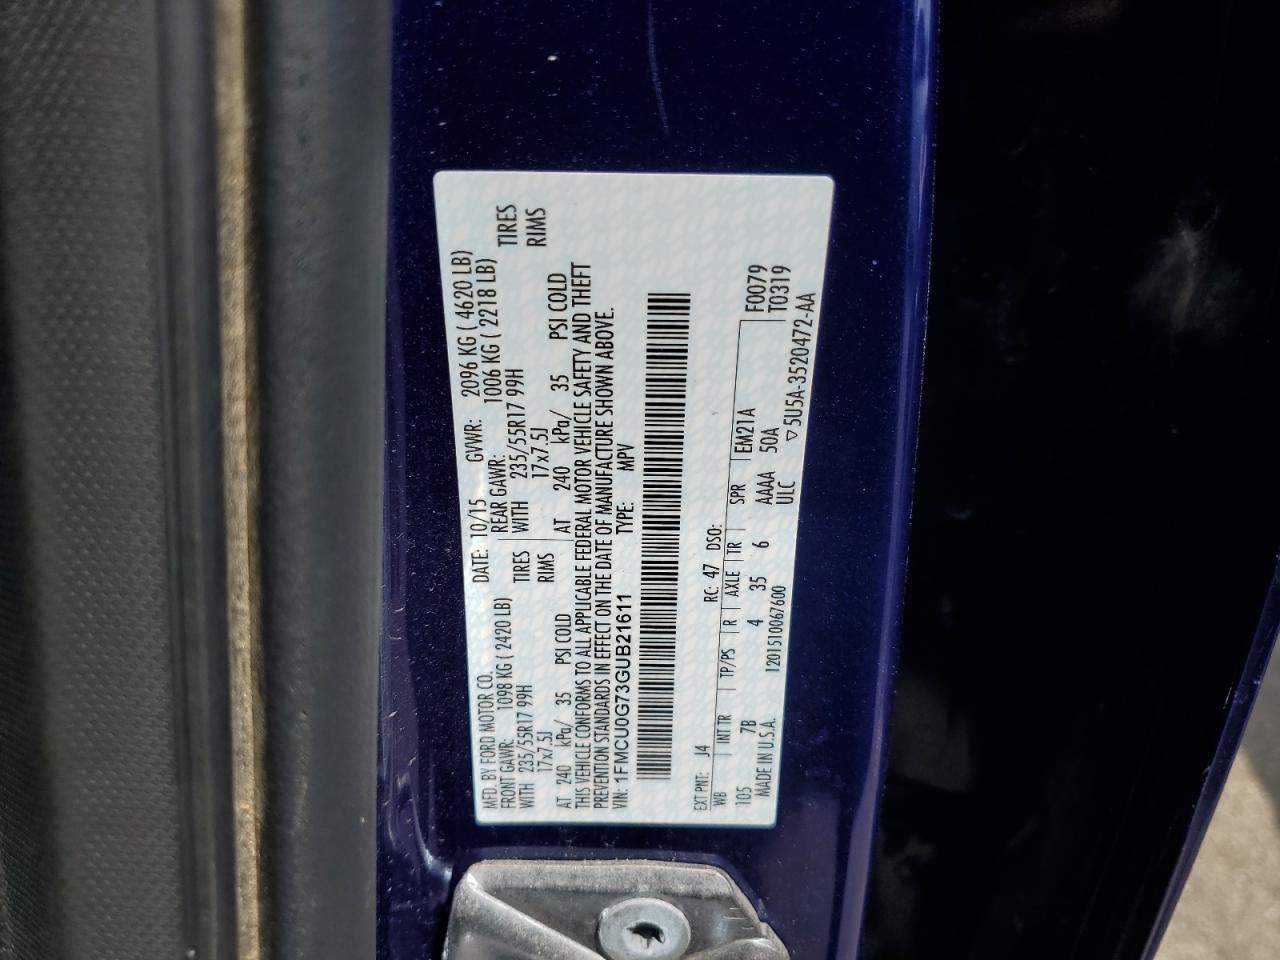 MFD. BY FORD MOTOR CO. DATE: 10/15 GVWR: 2096 KG ( 4620 LB)
FRONT GAWR: 1098 KG ( 2420 LB) REAR GAWR: 1006 KG ( 2218 LB)
WITH 235/55R17 99H TIRES WITH 235/55R17 99H TIRES
17x7.5J RIMS 17x7.5J RIMS
AT 240 kPa/ 35 PSI COLD AT 240 kPa/ 35 PSI COLD
THIS VEHICLE CONFORMS TO ALL APPLICABLE FEDERAL MOTOR VEHICLE SAFETY AND THEFT
PREVENTION STANDARDS IN EFFECT ON THE DATE OF MANUFACTURE SHOWN ABOVE.
VIN: 1FMCU0G73GUB21611 TYPE: MPV
EXT PNT: J4 RC: 47 DSO:
WB INT TR TP/PS R AXLE TR SPR EM21A F0079
105 7B 4 35 6 AAAA 50A T0319
MADE IN U.S.A. 1201510067600 ULC ▽5U5A-3520472-AA